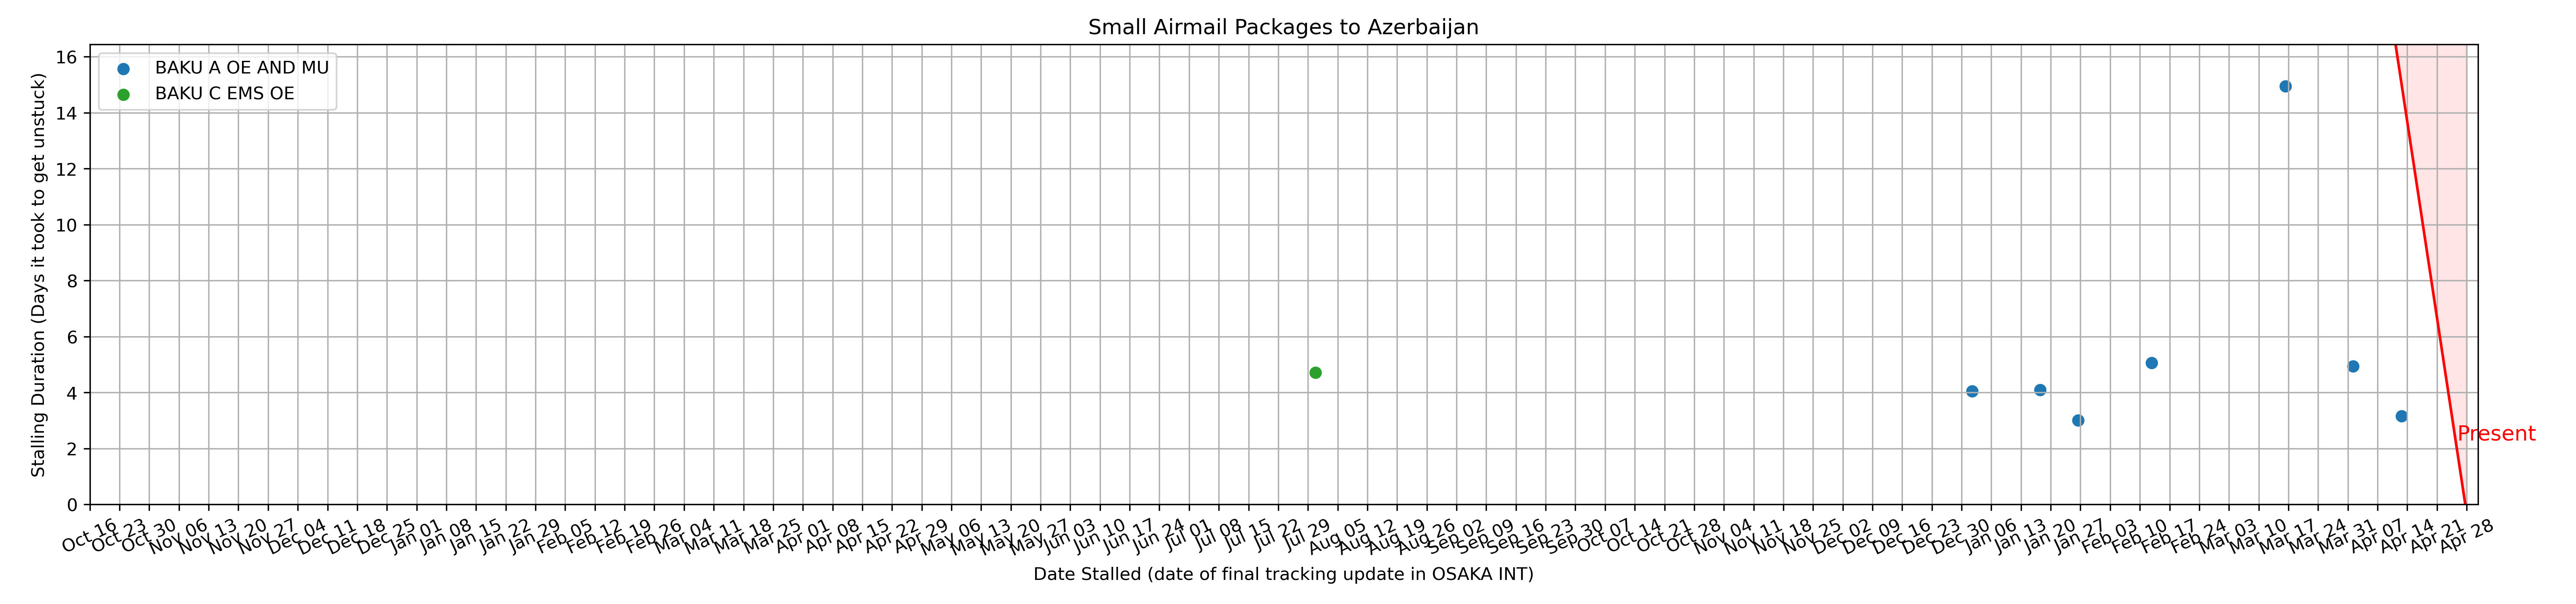 Small Airmail Packages to Azerbaijan
BAKU A OE AND MU
BAKU C EMS OE
Stalling Duration (Days it took to get unstuck)
16
14
12
10
8
6
4
2
0
Present
Oct 16 Oct 23 Oct 30 Nov 06 Nov 13 Nov 20 Nov 27 Dec 04 Dec 11 Dec 18 Dec 25 Jan 01 Jan 08 Jan 15 Jan 22 Jan 29 Feb 05 Feb 12 Feb 19 Feb 26 Mar 04 Mar 11 Mar 18 Mar 25 Apr 01 Apr 08 Apr 15 Apr 22 Apr 29 May 06 May 13 May 20 May 27 Jun 03 Jun 10 Jun 17 Jun 24 Jul 01 Jul 08 Jul 15 Jul 22 Jul 29 Aug 05 Aug 12 Aug 19 Aug 26 Sep 02 Sep 09 Sep 16 Sep 23 Sep 30 Oct 07 Oct 14 Oct 21 Oct 28 Nov 04 Nov 11 Nov 18 Nov 25 Dec 02 Dec 09 Dec 16 Dec 23 Dec 30 Jan 06 Jan 13 Jan 20 Jan 27 Feb 03 Feb 10 Feb 17 Feb 24 Mar 03 Mar 10 Mar 17 Mar 24 Mar 31 Apr 07 Apr 14 Apr 21 Apr 28
Date Stalled (date of final tracking update in OSAKA INT)